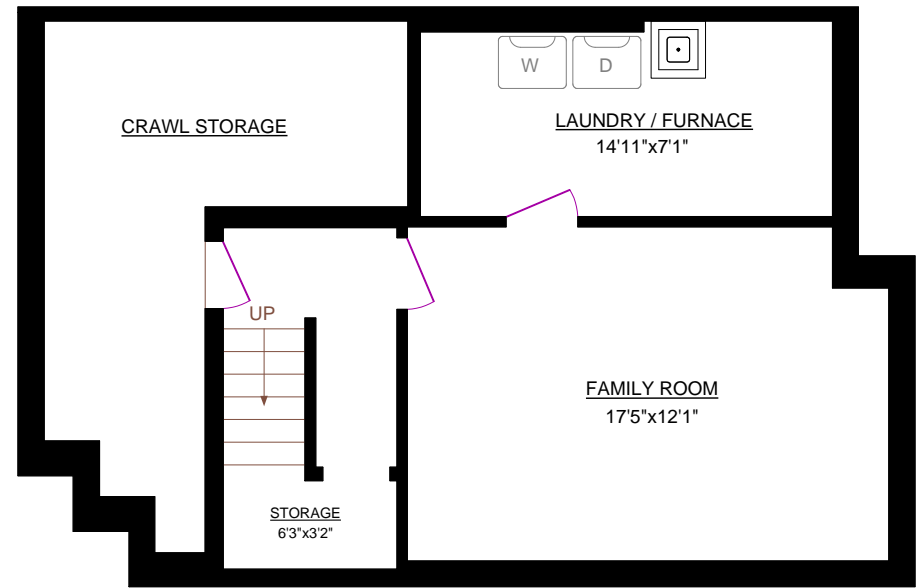 W
D
CRAWL STORAGE
LAUNDRY / FURNACE
14'11"x7'1"
UP
FAMILY ROOM
17'5"x12'1"
STORAGE
6'3"x3'2"